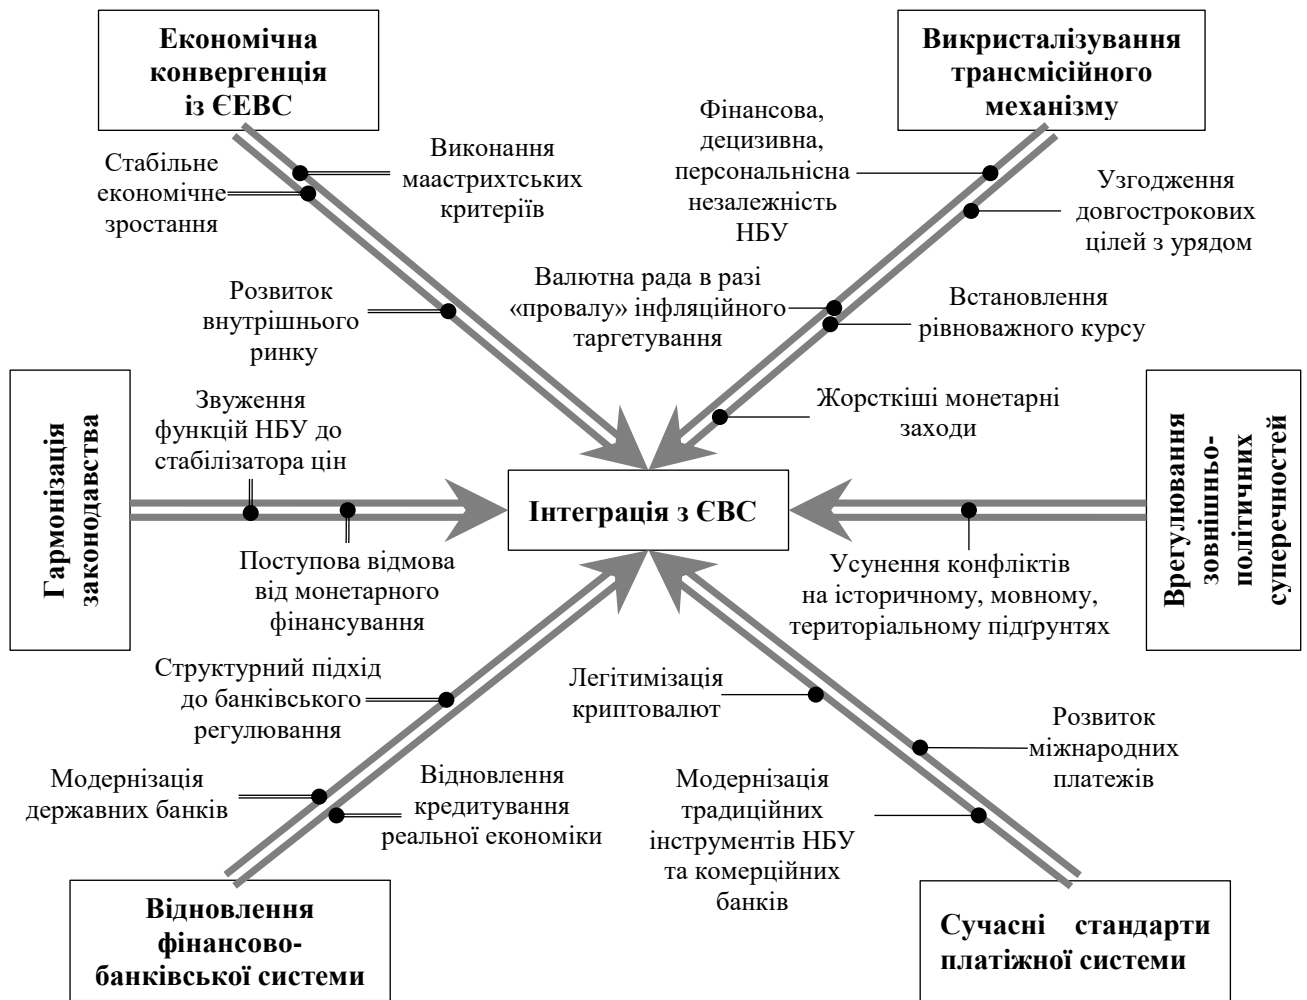 Економічна
конвергенція
із ЄЕВС
Викристалізування
трансмісійного
механізму
Стабільне
економічне
зростання
Виконання
маастрихтських
критеріїв
Фінансова,
децизивна,
персональнісна
незалежність
НБУ
Узгодження
довгострокових
цілей з урядом
Розвиток
внутрішнього
ринку
Валютна рада в разі
«провалу» інфляційного
таргетування
Встановлення
рівноважного курсу
Жорсткіші монетарні
заходи
Гармонізація
законодавства
Звуження
функцій НБУ до
стабілізатора цін
Поступова відмова
від монетарного
фінансування
Інтеграція з ЄВС
Усунення конфліктів
на історичному, мовному,
територіальному підґрунтях
Врегулювання
зовнішньо-
політичних
суперечностей
Структурний підхід
до банківського
регулювання
Модернізація
державних банків
Відновлення
кредитування
реальної економіки
Легітимізація
криптовалют
Розвиток
міжнародних
платежів
Модернізація
традиційних
інструментів НБУ
та комерційних
банків
Відновлення
фінансово-
банківської системи
Сучасні стандарти
платіжної системи